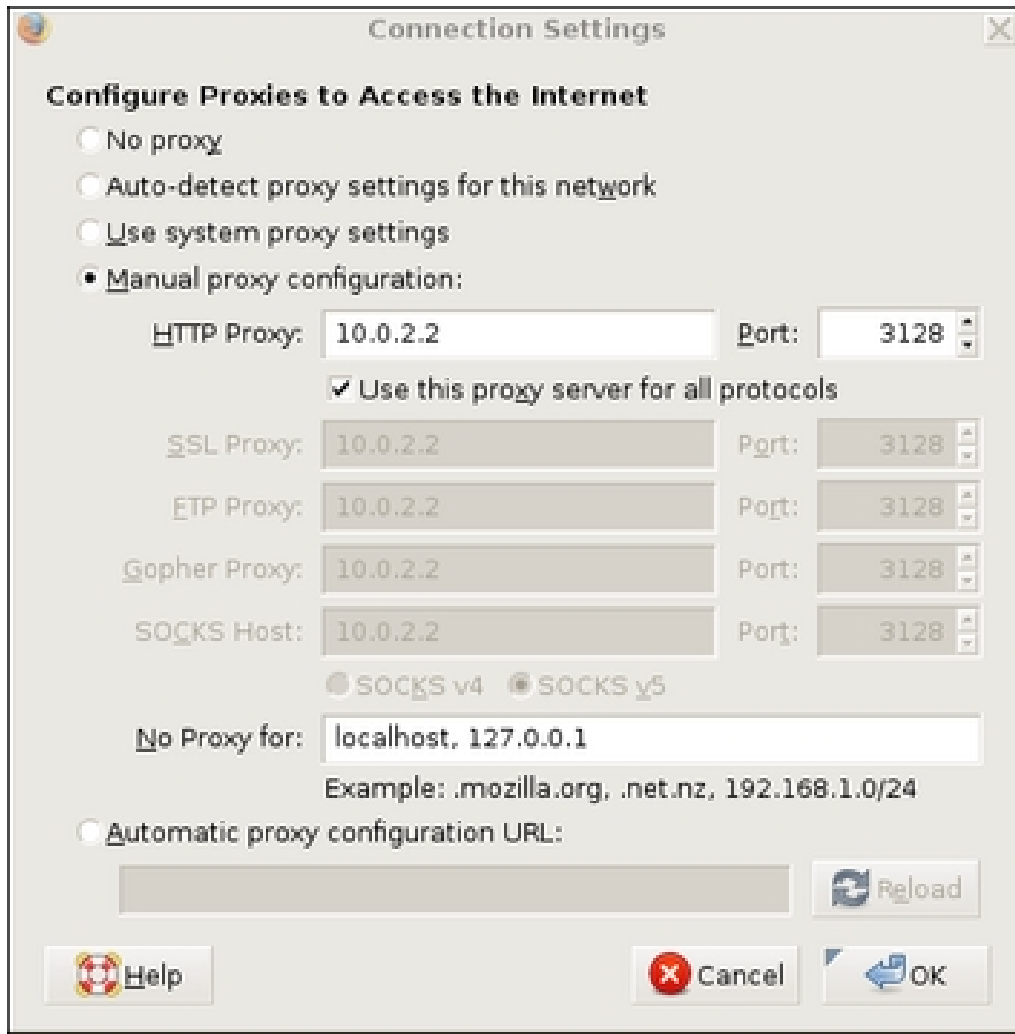 Connection Settings
Configure Proxies to Access the Internet
No proxy
Auto-detect proxy settings for this network
Use system proxy settings
Manual proxy configuration:
HTTP Proxy: 10.0.2.2 Port: 3128
Use this proxy server for all protocols
SSL Proxy: 10.0.2.2 Port: 3128
FTP Proxy: 10.0.2.2 Port: 3128
Gopher Proxy: 10.0.2.2 Port: 3128
SOCKS Host: 10.0.2.2 Port: 3128
SOCKS v4 SOCKS v5
No Proxy for: localhost, 127.0.0.1
Example: .mozilla.org, .net.nz, 192.168.1.0/24
Automatic proxy configuration URL:
Reload
Help Cancel OK